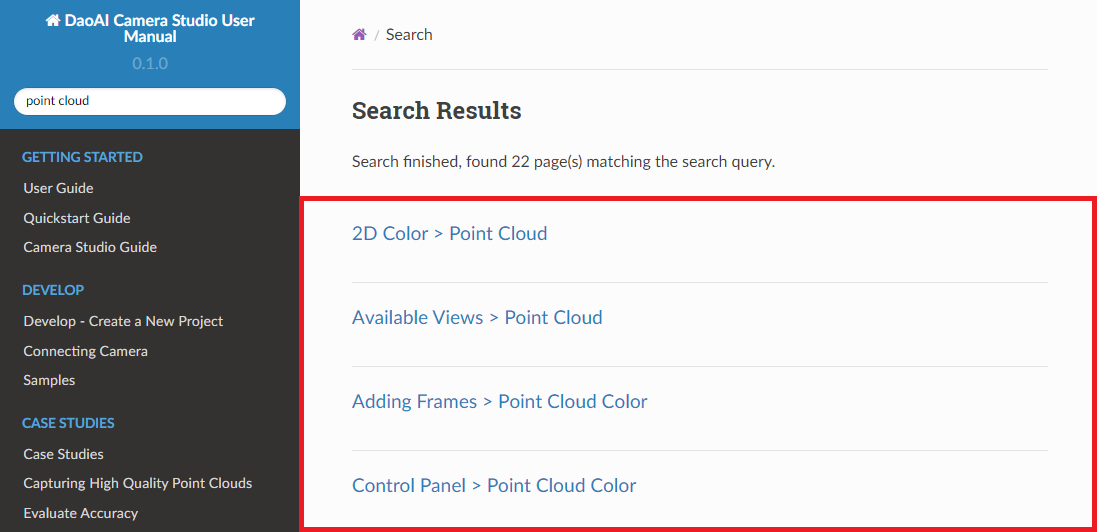 DaoAI Camera Studio User
Manual
0.1.0
point cloud
GETTING STARTED
User Guide
Quickstart Guide
Camera Studio Guide
DEVELOP
Develop - Create a New Project
Connecting Camera
Samples
CASE STUDIES
Case Studies
Capturing High Quality Point Clouds
Evaluate Accuracy
/ Search
Search Results
Search finished, found 22 page(s) matching the search query.
2D Color > Point Cloud
Available Views > Point Cloud
Adding Frames > Point Cloud Color
Control Panel > Point Cloud Color